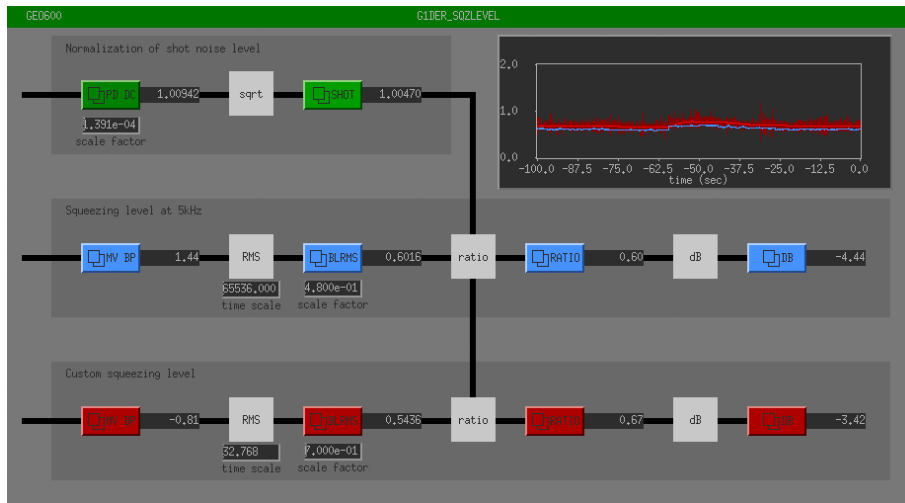 GEO600 G1DER_SQZLEVEL
Normalization of shot noise level
PD DC 1.00942 sqrt SHOT 1.00470
1.391e-04
scale factor
2.0
1.0
0.0
-100.0 -87.5 -75.0 -62.5 -50.0 -37.5 -25.0 -12.5 0.0
time (sec)
Squeezing level at 5kHz
MV BP 1.44 RMS BLRMS 0.6016 ratio RATIO 0.60 dB DB -4.44
65536.000 4.800e-01
time scale scale factor
Custom squeezing level
MV BP -0.81 RMS BLRMS 0.5436 ratio RATIO 0.67 dB DB -3.42
32.768 7.000e-01
time scale scale factor